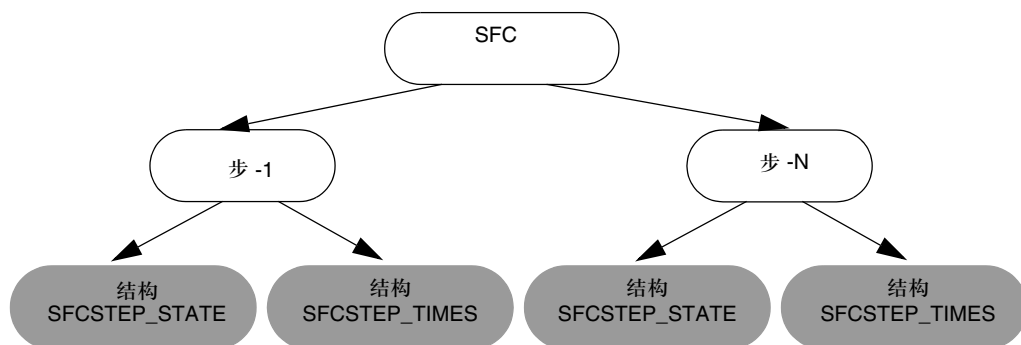 SFC
步 -1
步 -N
结构
SFCSTEP_STATE
结构
SFCSTEP_TIMES
结构
SFCSTEP_STATE
结构
SFCSTEP_TIMES